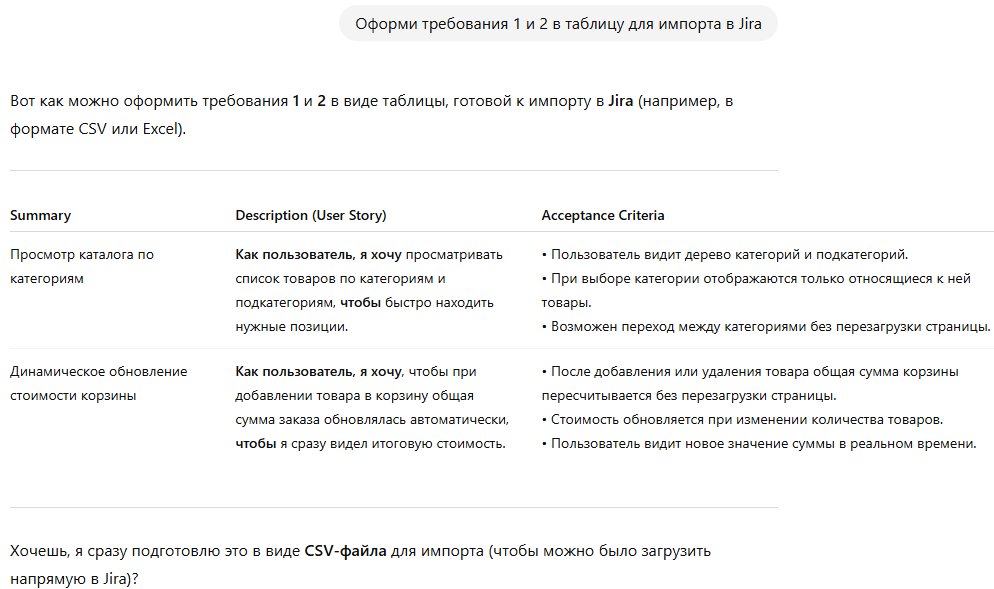 Оформи требования 1 и 2 в таблицу для импорта в Jira
Вот как можно оформить требования 1 и 2 в виде таблицы, готовой к импорту в Jira (например, в
формате CSV или Excel).
Summary
Description (User Story)
Acceptance Criteria
Просмотр каталога по
категориям
Как пользователь, я хочу просматривать
список товаров по категориям и
подкатегориям, чтобы быстро находить
нужные позиции.
• Пользователь видит дерево категорий и подкатегорий.
• При выборе категории отображаются только относящиеся к ней
товары.
• Возможен переход между категориями без перезагрузки страницы.
Динамическое обновление
стоимости корзины
Как пользователь, я хочу, чтобы при
добавлении товара в корзину общая
сумма заказа обновлялась автоматически,
чтобы я сразу видел итоговую стоимость.
• После добавления или удаления товара общая сумма корзины
пересчитывается без перезагрузки страницы.
• Стоимость обновляется при изменении количества товаров.
• Пользователь видит новое значение суммы в реальном времени.
Хочешь, я сразу подготовлю это в виде CSV-файла для импорта (чтобы можно было загрузить
напрямую в Jira)?